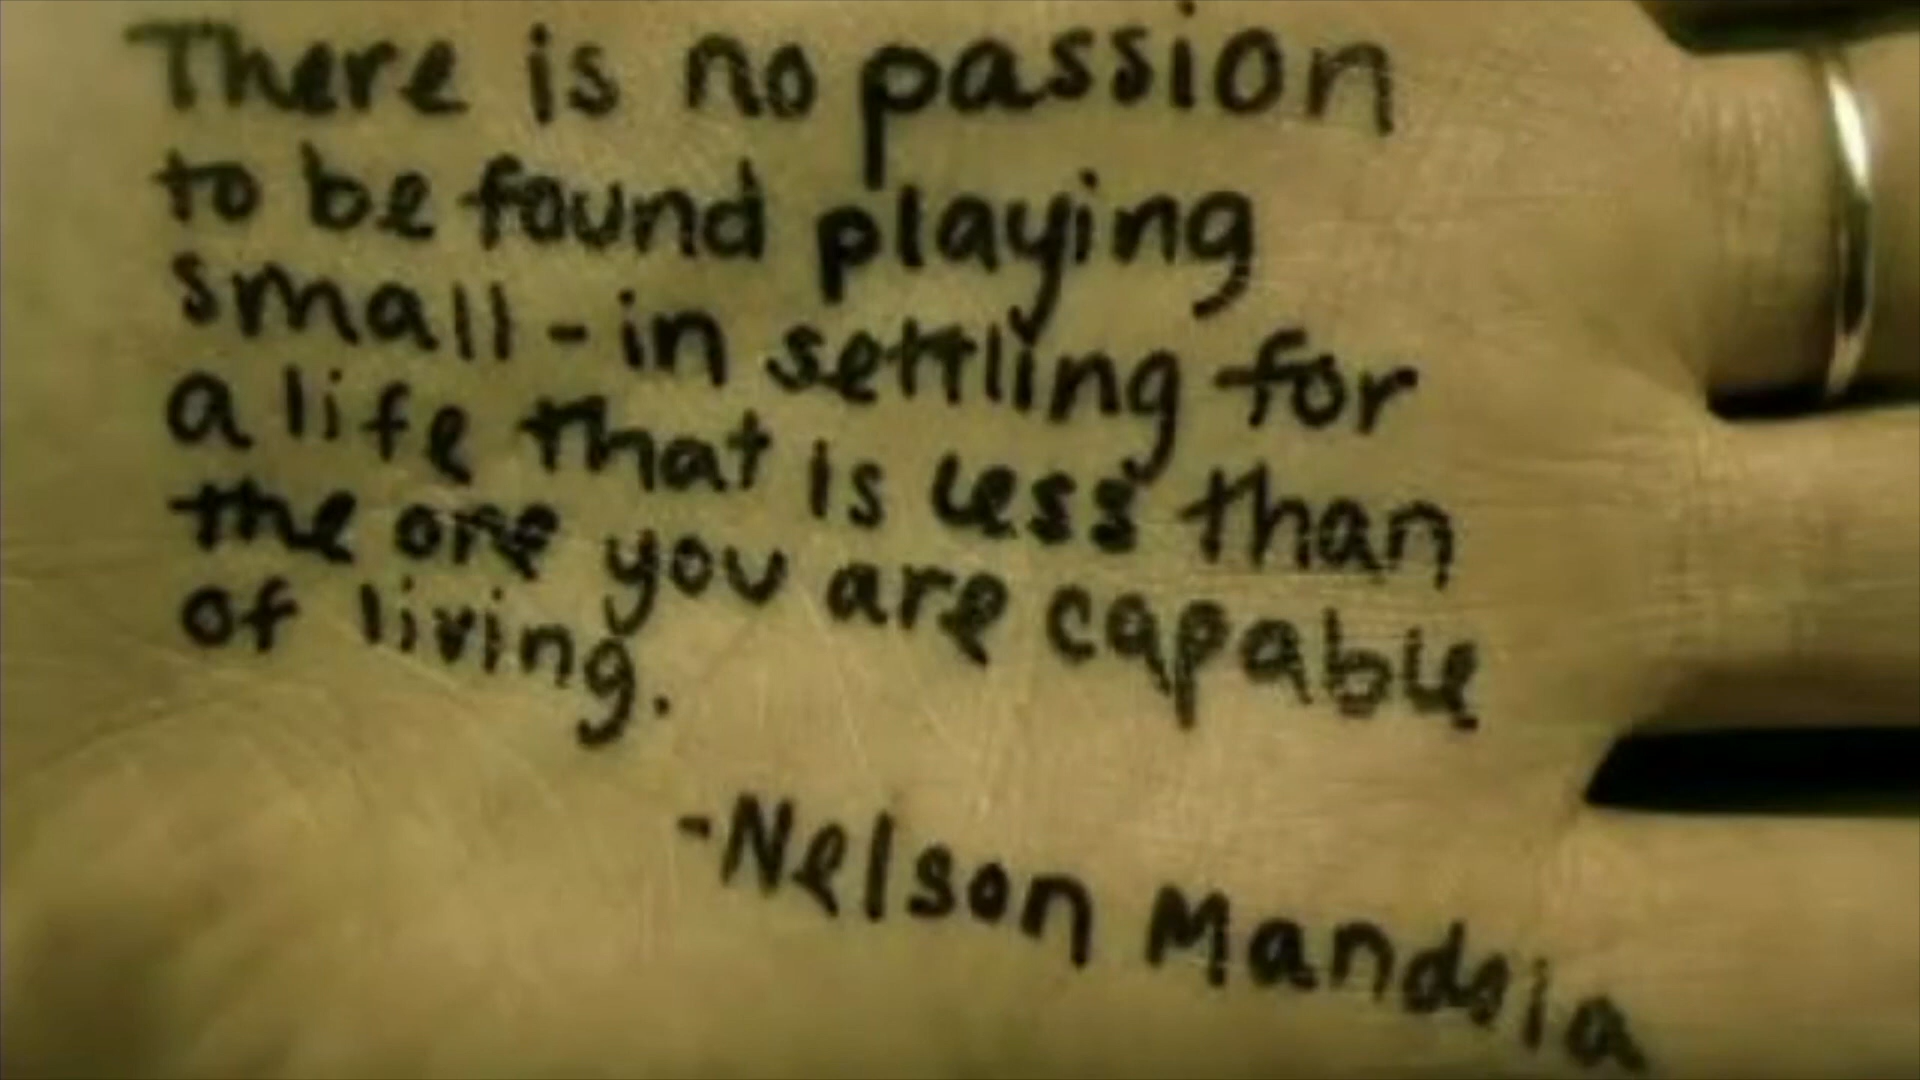 There is no passion
to be found playing
small - in settling for
a life that is less than
the one you are capable
of living.
-Nelson Mandela